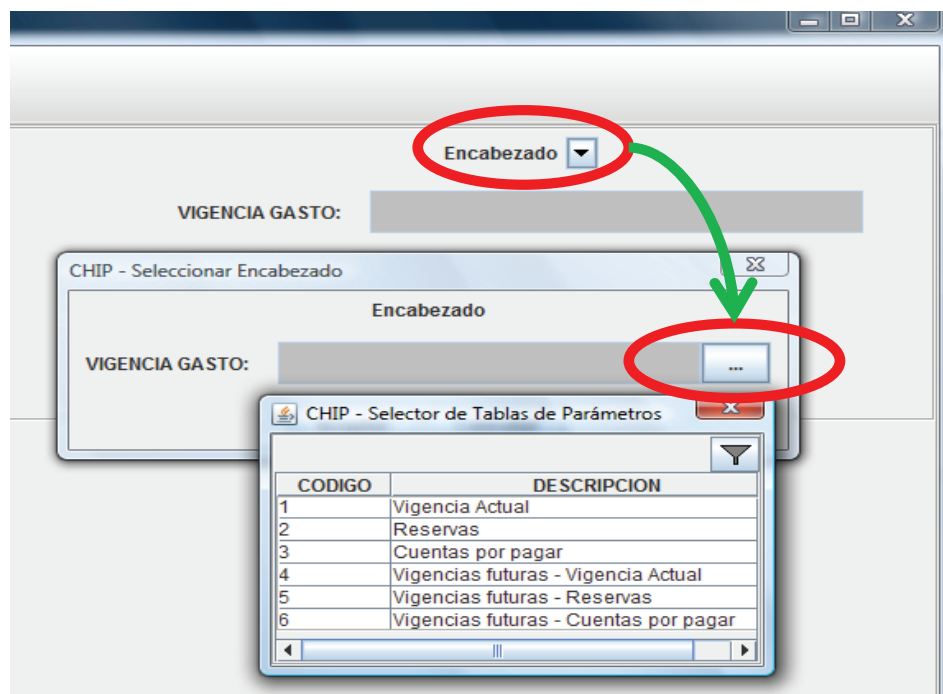 Encabezado
VIGENCIA GASTO:
CHIP - Seleccionar Encabezado
Encabezado
VIGENCIA GASTO:
...
CHIP - Selector de Tablas de Parámetros
CODIGO DESCRIPCION
1 Vigencia Actual
2 Reservas
3 Cuentas por pagar
4 Vigencias futuras - Vigencia Actual
5 Vigencias futuras - Reservas
6 Vigencias futuras - Cuentas por pagar